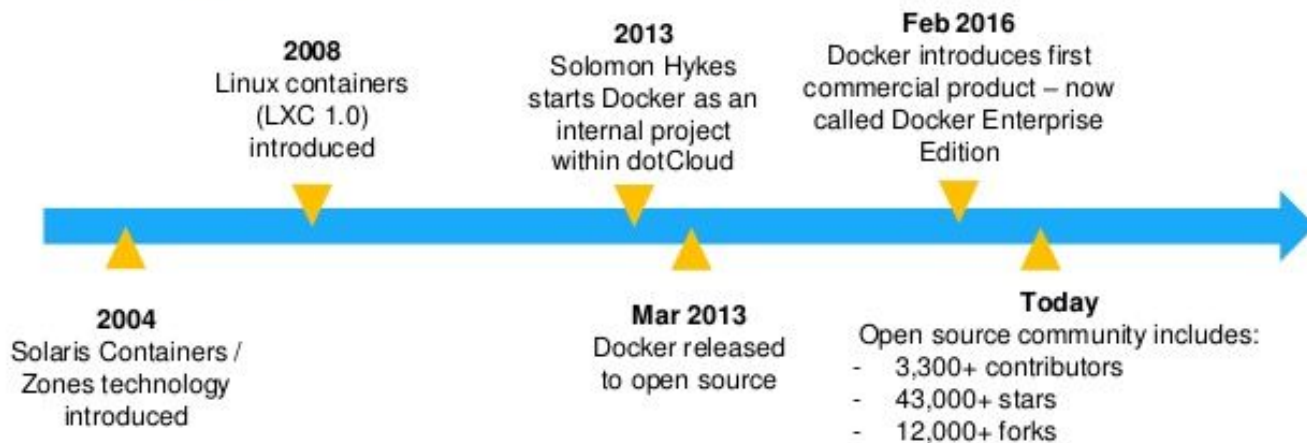 2008
Linux containers
(LXC 1.0)
introduced
2013
Solomon Hykes
starts Docker as an
internal project
within dotCloud
Feb 2016
Docker introduces first
commercial product – now
called Docker Enterprise
Edition
2004
Solaris Containers /
Zones technology
introduced
Mar 2013
Docker released
to open source
Today
Open source community includes:
- 3,300+ contributors
- 43,000+ stars
- 12,000+ forks